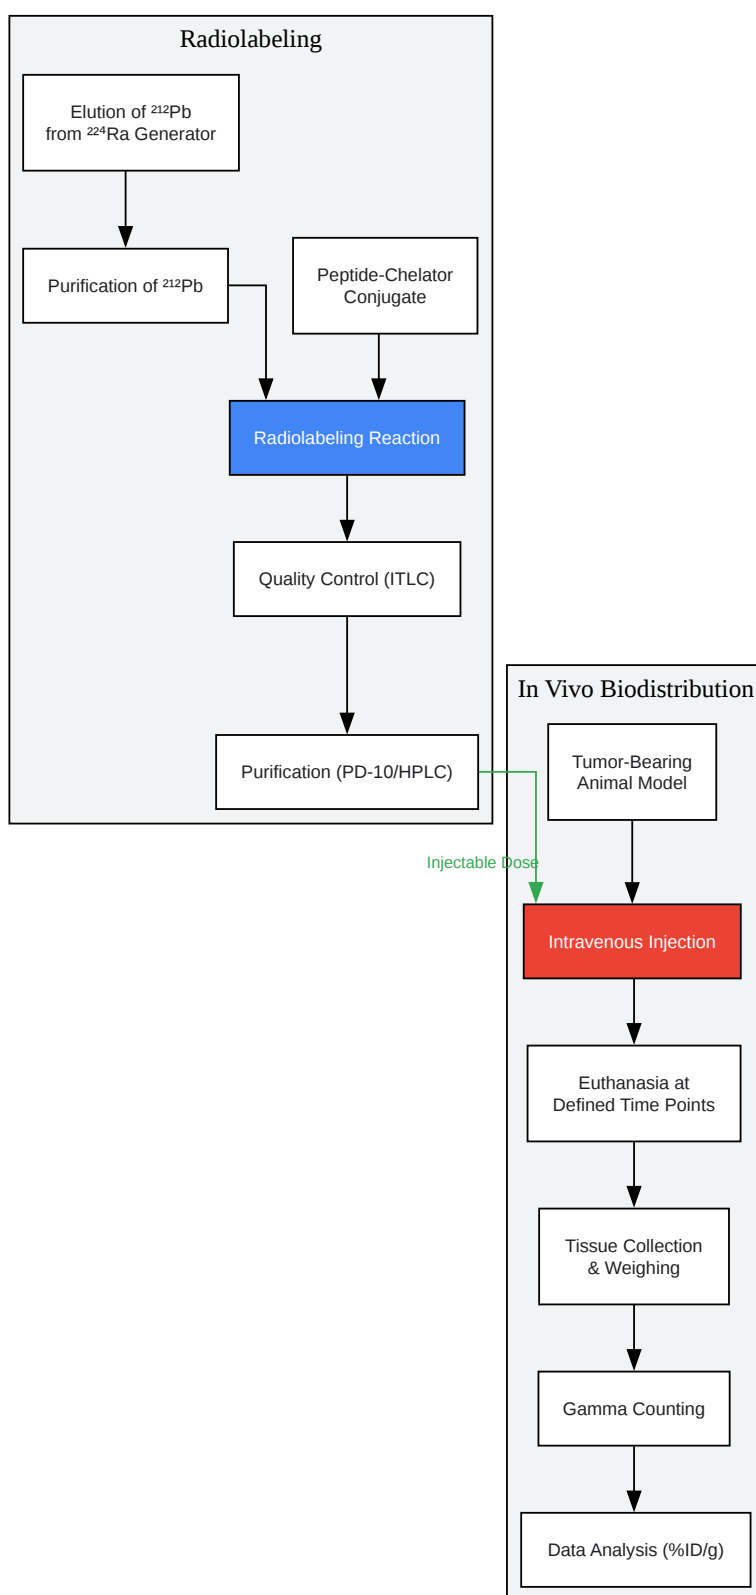 Radiolabeling
Elution of ²¹²Pb
from ²²⁴Ra Generator
Purification of ²¹²Pb
Peptide-Chelator
Conjugate
Radiolabeling Reaction
Quality Control (ITLC)
Purification (PD-10/HPLC)
Injectable Dose
In Vivo Biodistribution
Tumor-Bearing
Animal Model
Intravenous Injection
Euthanasia at
Defined Time Points
Tissue Collection
& Weighing
Gamma Counting
Data Analysis (%ID/g)